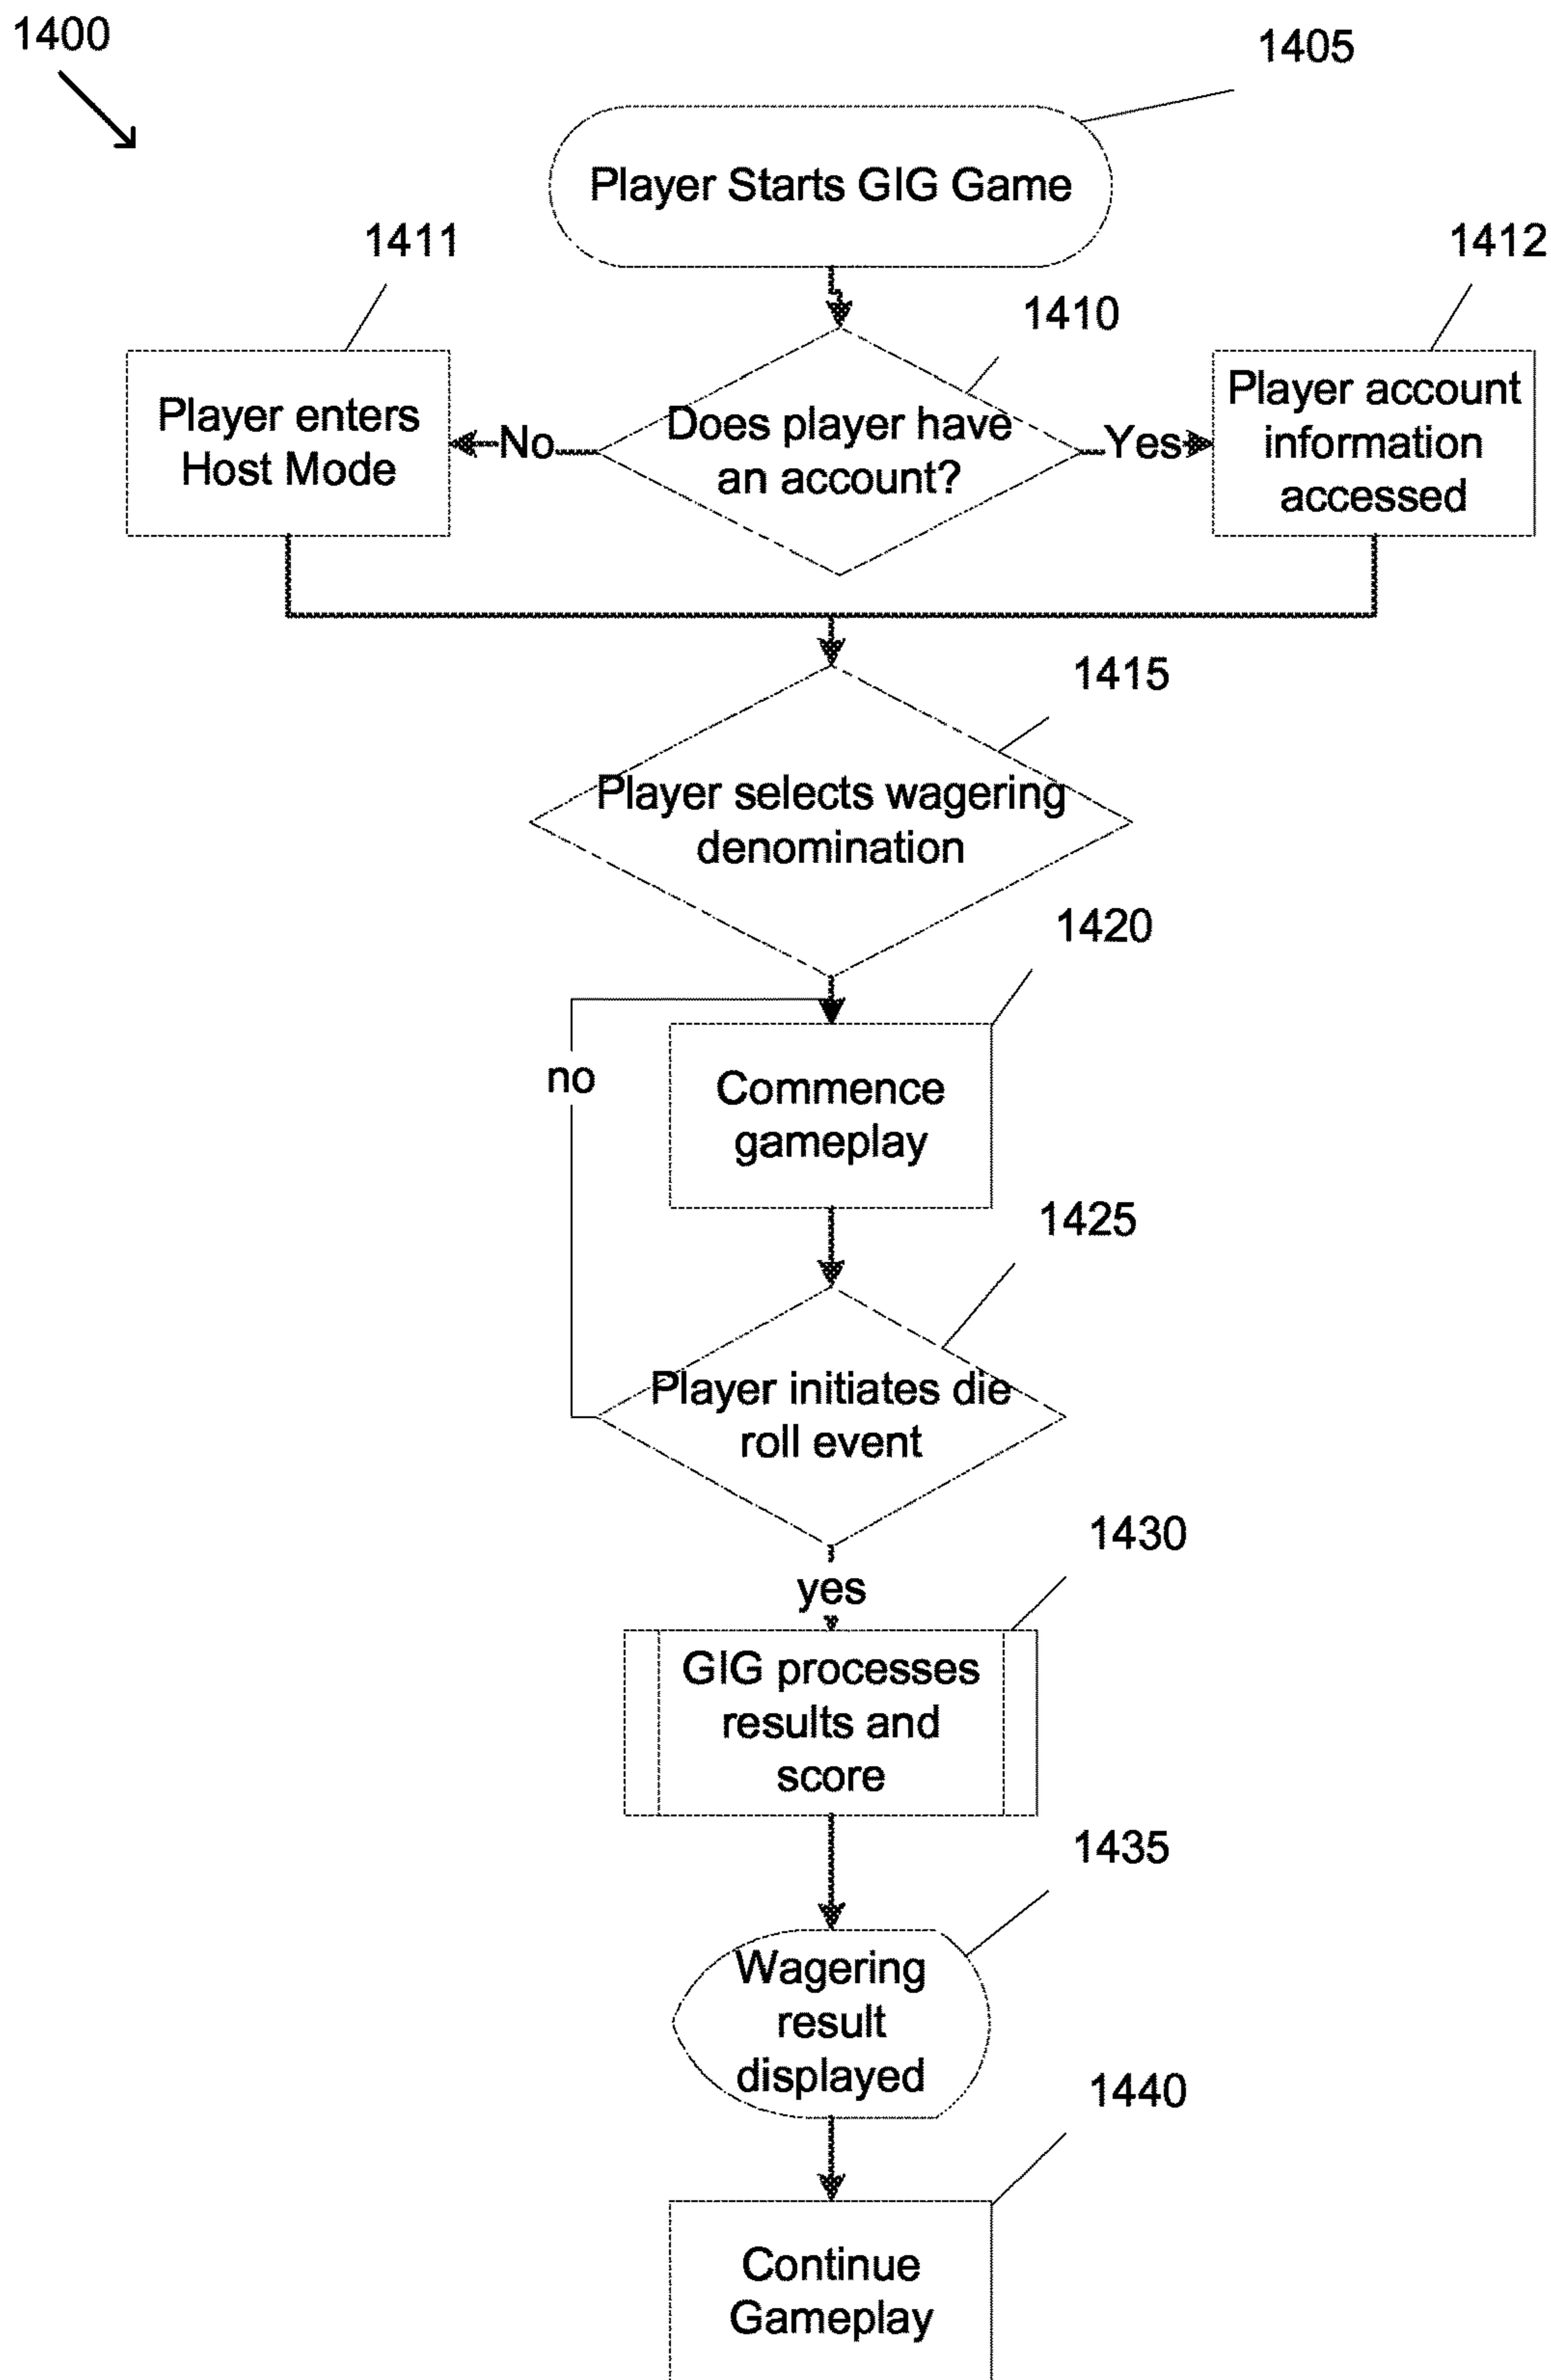 1400
1405
Player Starts GIG Game
1411
1412
1410
Player enters
Host Mode
No
Does player have
an account?
Yes
Player account
information
accessed
1415
Player selects wagering
denomination
1420
no
Commence
gameplay
1425
Player initiates die
roll event
1430
yes
GIG processes
results and
score
1435
Wagering
result
displayed
1440
Continue
Gameplay